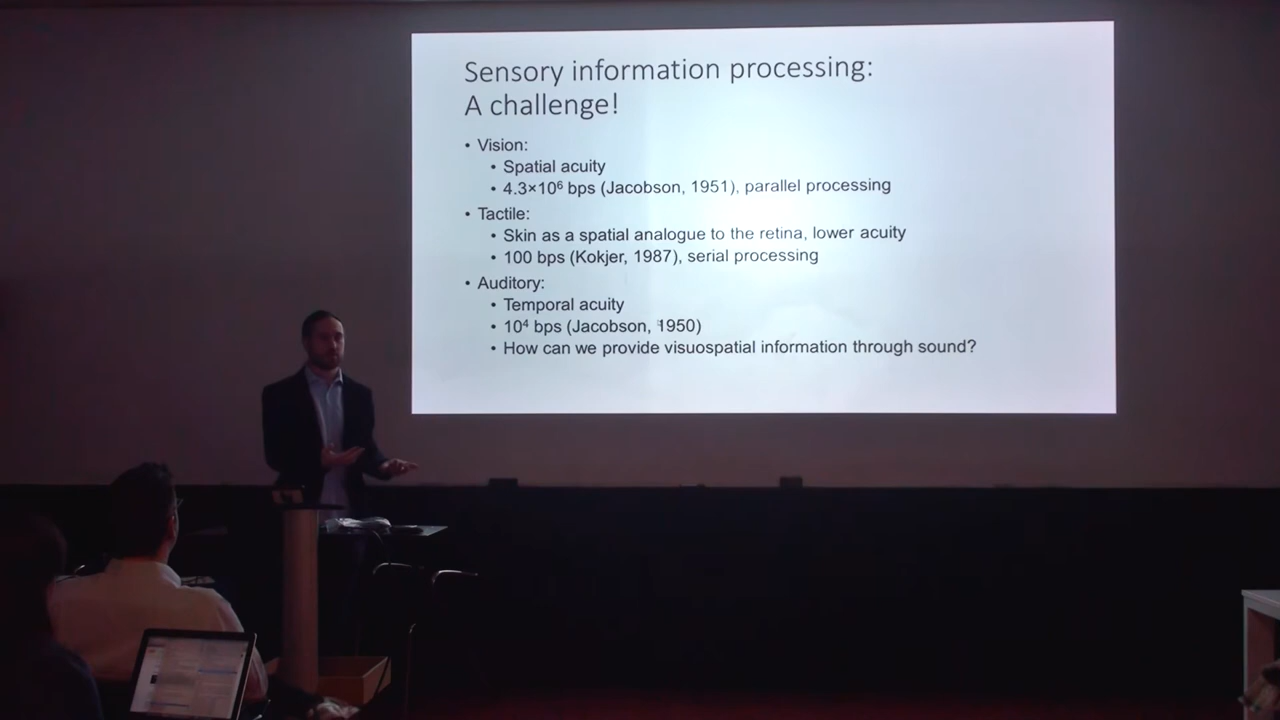 Sensory information processing:
A challenge!
• Vision:
• Spatial acuity
• 4.3×10⁶ bps (Jacobson, 1951), parallel processing
• Tactile:
• Skin as a spatial analogue to the retina, lower acuity
• 100 bps (Kokjer, 1987), serial processing
• Auditory:
• Temporal acuity
• 10⁴ bps (Jacobson, 1950)
• How can we provide visuospatial information through sound?